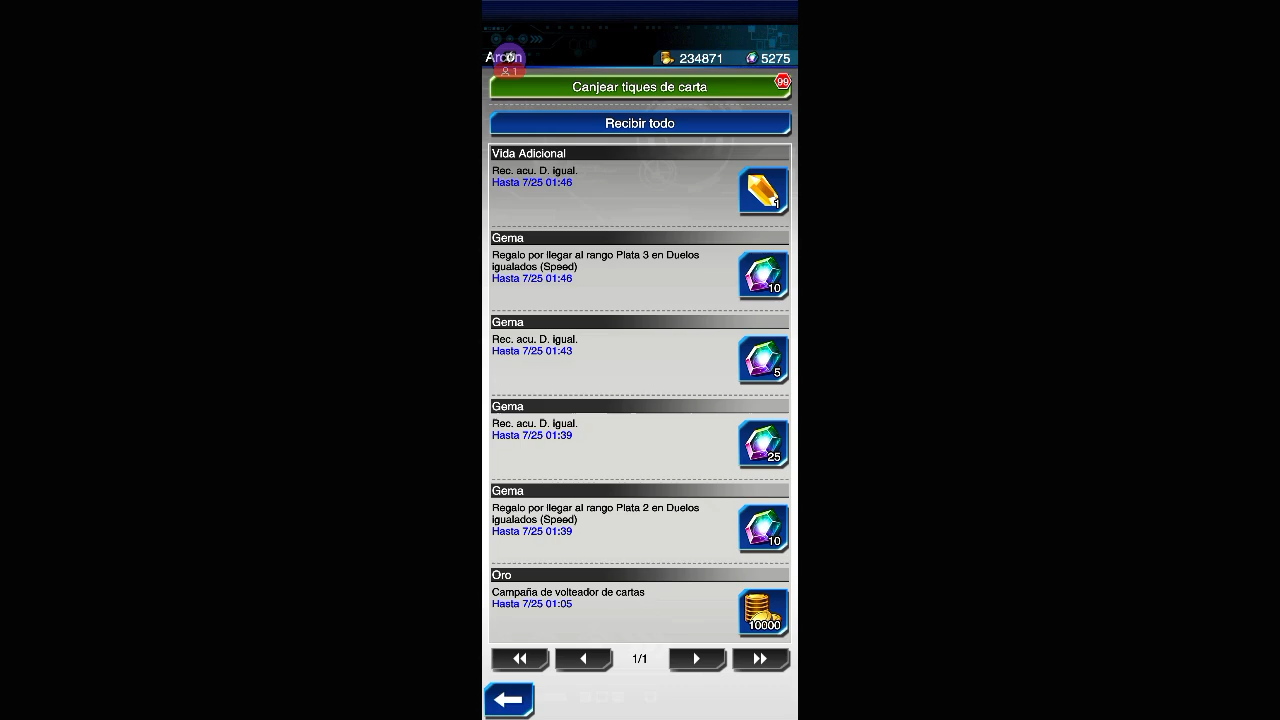 Arcon
234871
5275
1
Canjear tiques de carta
99
Recibir todo
Vida Adicional
Rec. acu. D. igual.
Hasta 7/25 01:46
1
Gema
Regalo por llegar al rango Plata 3 en Duelos
igualados (Speed)
Hasta 7/25 01:46
10
Gema
Rec. acu. D. igual.
Hasta 7/25 01:43
5
Gema
Rec. acu. D. igual.
Hasta 7/25 01:39
25
Gema
Regalo por llegar al rango Plata 2 en Duelos
igualados (Speed)
Hasta 7/25 01:39
10
Oro
Campaña de volteador de cartas
Hasta 7/25 01:05
10000
1/1